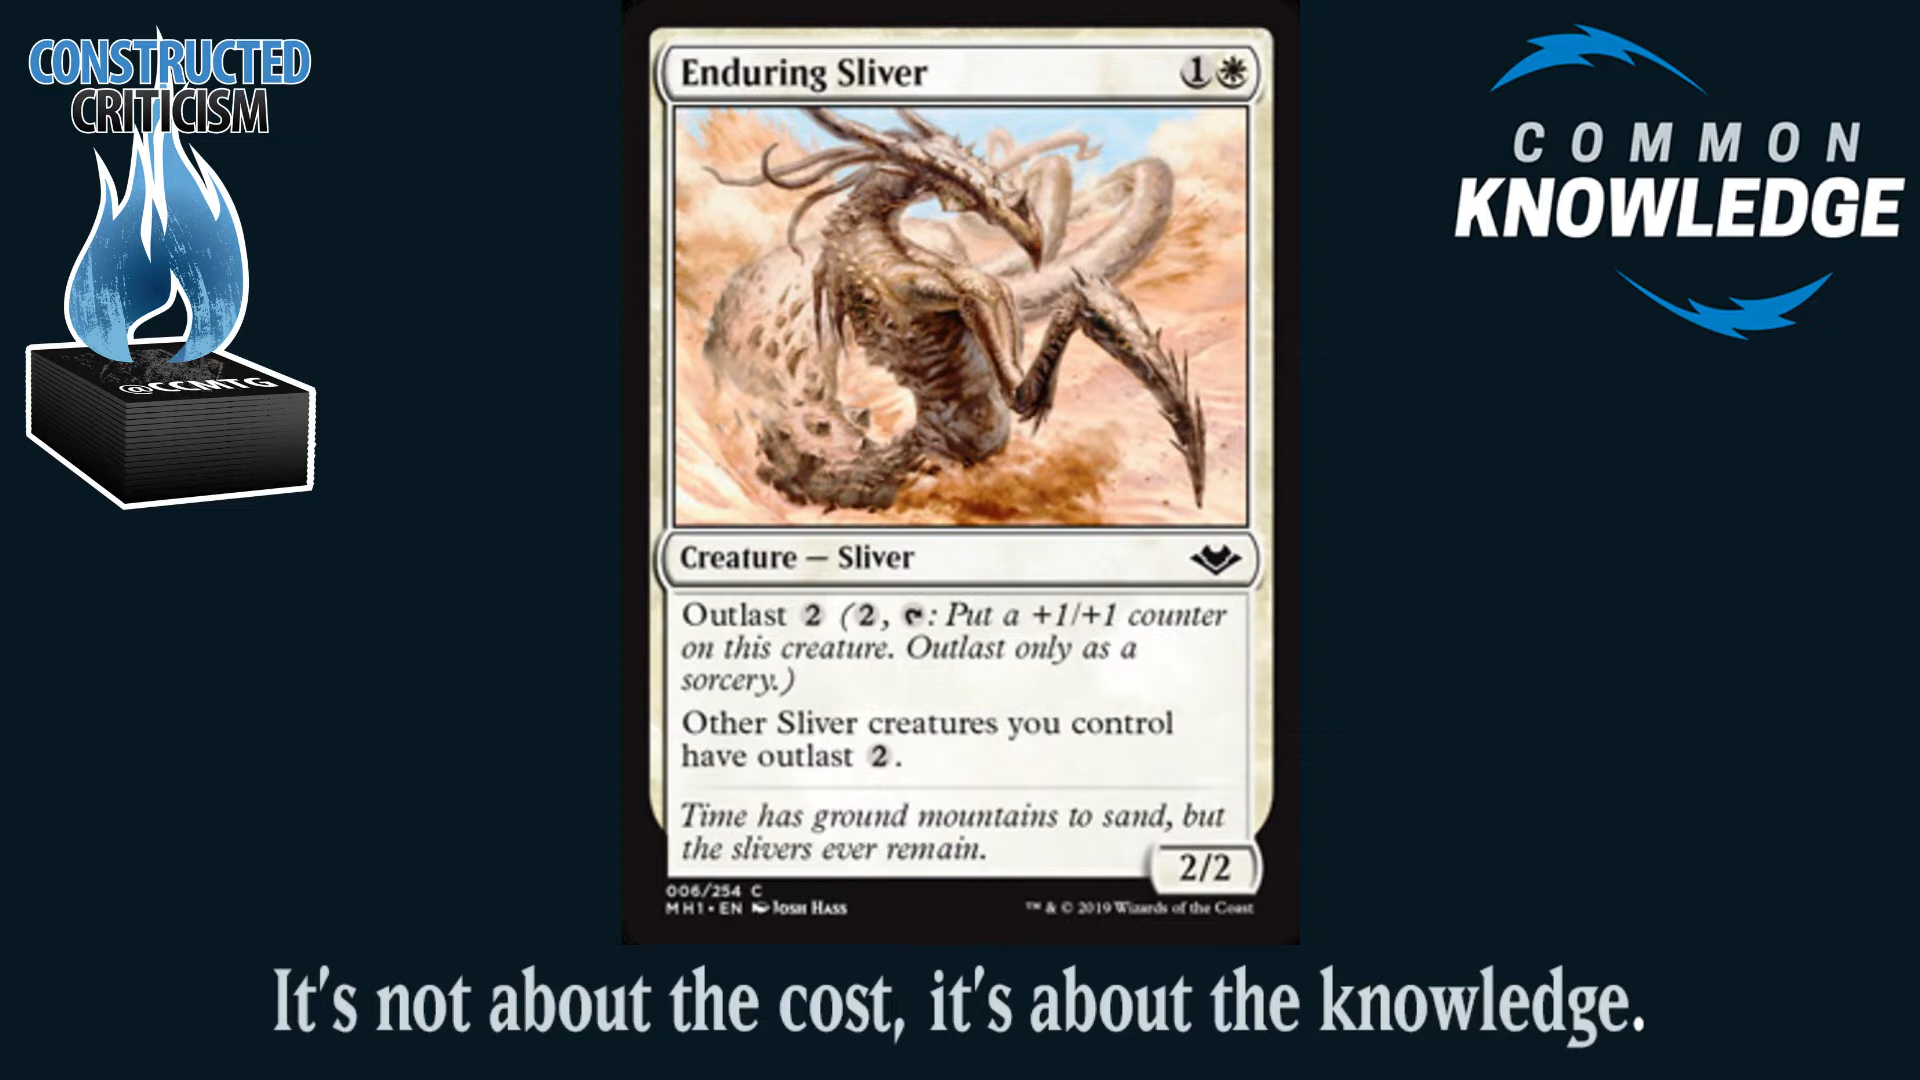 CONSTRUCTED
CRITICISM
@CCMTG
COMMON
KNOWLEDGE
Enduring Sliver 1
Creature — Sliver
Outlast 2 (2, : Put a +1/+1 counter
on this creature. Outlast only as a
sorcery.)
Other Sliver creatures you control
have outlast 2.
Time has ground mountains to sand, but
the slivers ever remain.
2/2
006/254 C
MH1 • EN Josh Hass
™ & © 2019 Wizards of the Coast
It's not about the cost, it's about the knowledge.